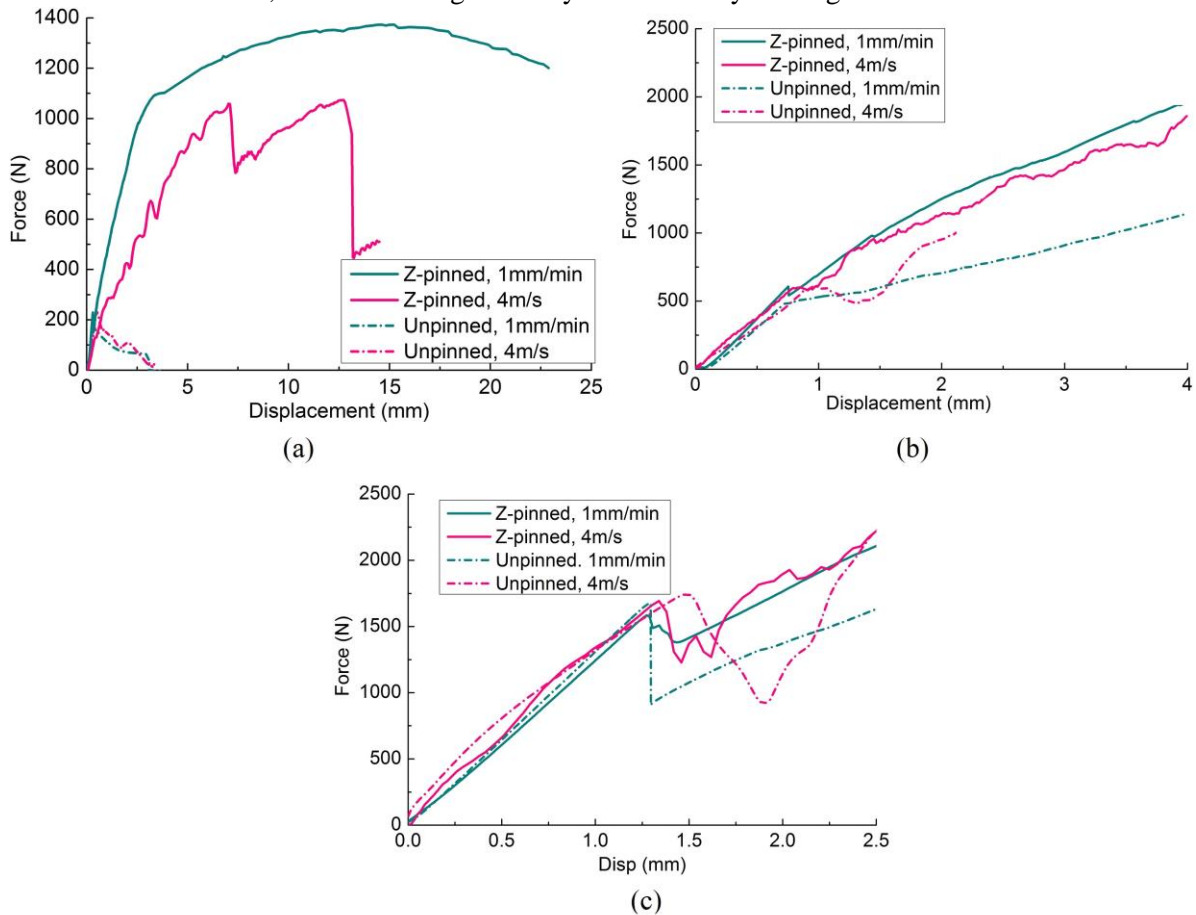 1400
1200
1000
800
600
400
200
0
Force (N)
0 5 10 15 20 25
Displacement (mm)
Z-pinned, 1mm/min
Z-pinned, 4m/s
Unpinned, 1mm/min
Unpinned, 4m/s
(a)
2500
2000
1500
1000
500
0
Force (N)
0 1 2 3 4
Displacement (mm)
Z-pinned, 1mm/min
Z-pinned, 4m/s
Unpinned, 1mm/min
Unpinned, 4m/s
(b)
2500
2000
1500
1000
500
0
Force (N)
0.0 0.5 1.0 1.5 2.0 2.5
Disp (mm)
Z-pinned, 1mm/min
Z-pinned, 4m/s
Unpinned. 1mm/min
Unpinned, 4m/s
(c)